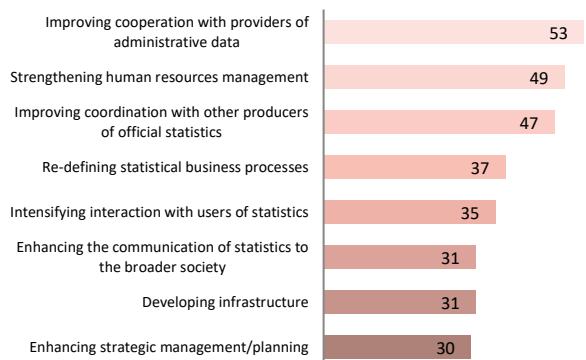 Improving cooperation with providers of
administrative data
53
Strengthening human resources management
49
Improving coordination with other producers
of official statistics
47
Re-defining statistical business processes
37
Intensifying interaction with users of statistics
35
Enhancing the communication of statistics to
the broader society
31
Developing infrastructure
31
Enhancing strategic management/planning
30